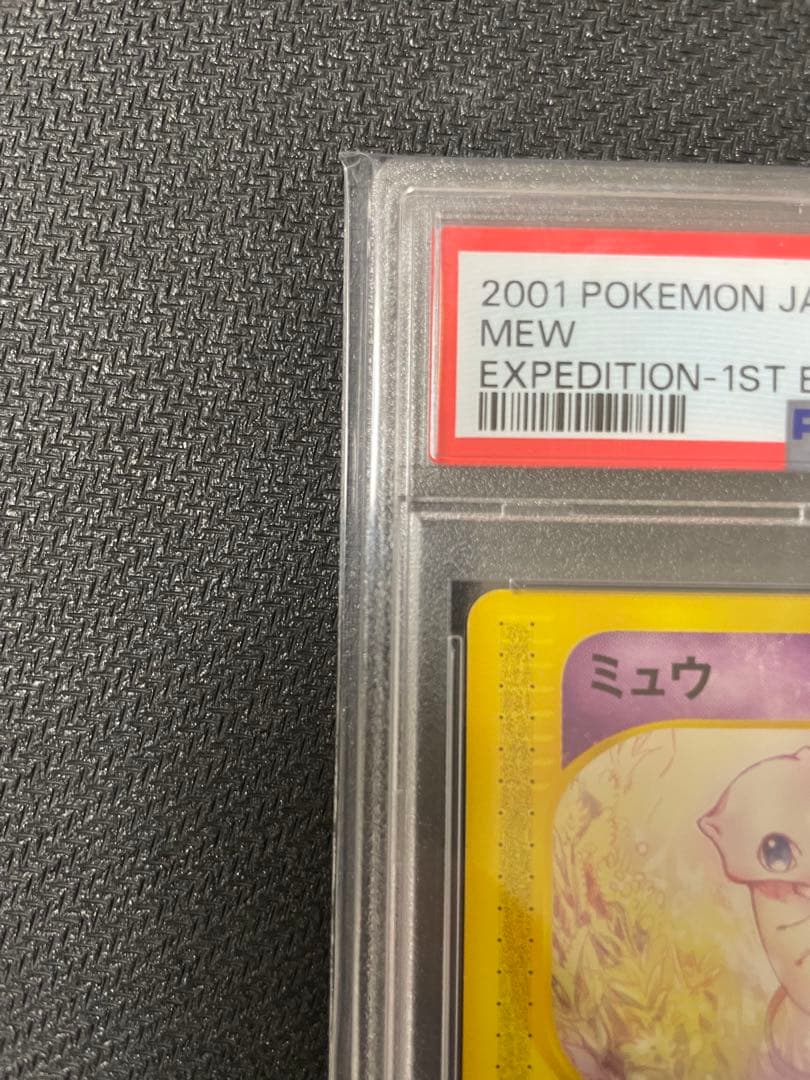 2001 POKEMON JA
MEW
EXPEDITION-1ST E
ミュウ